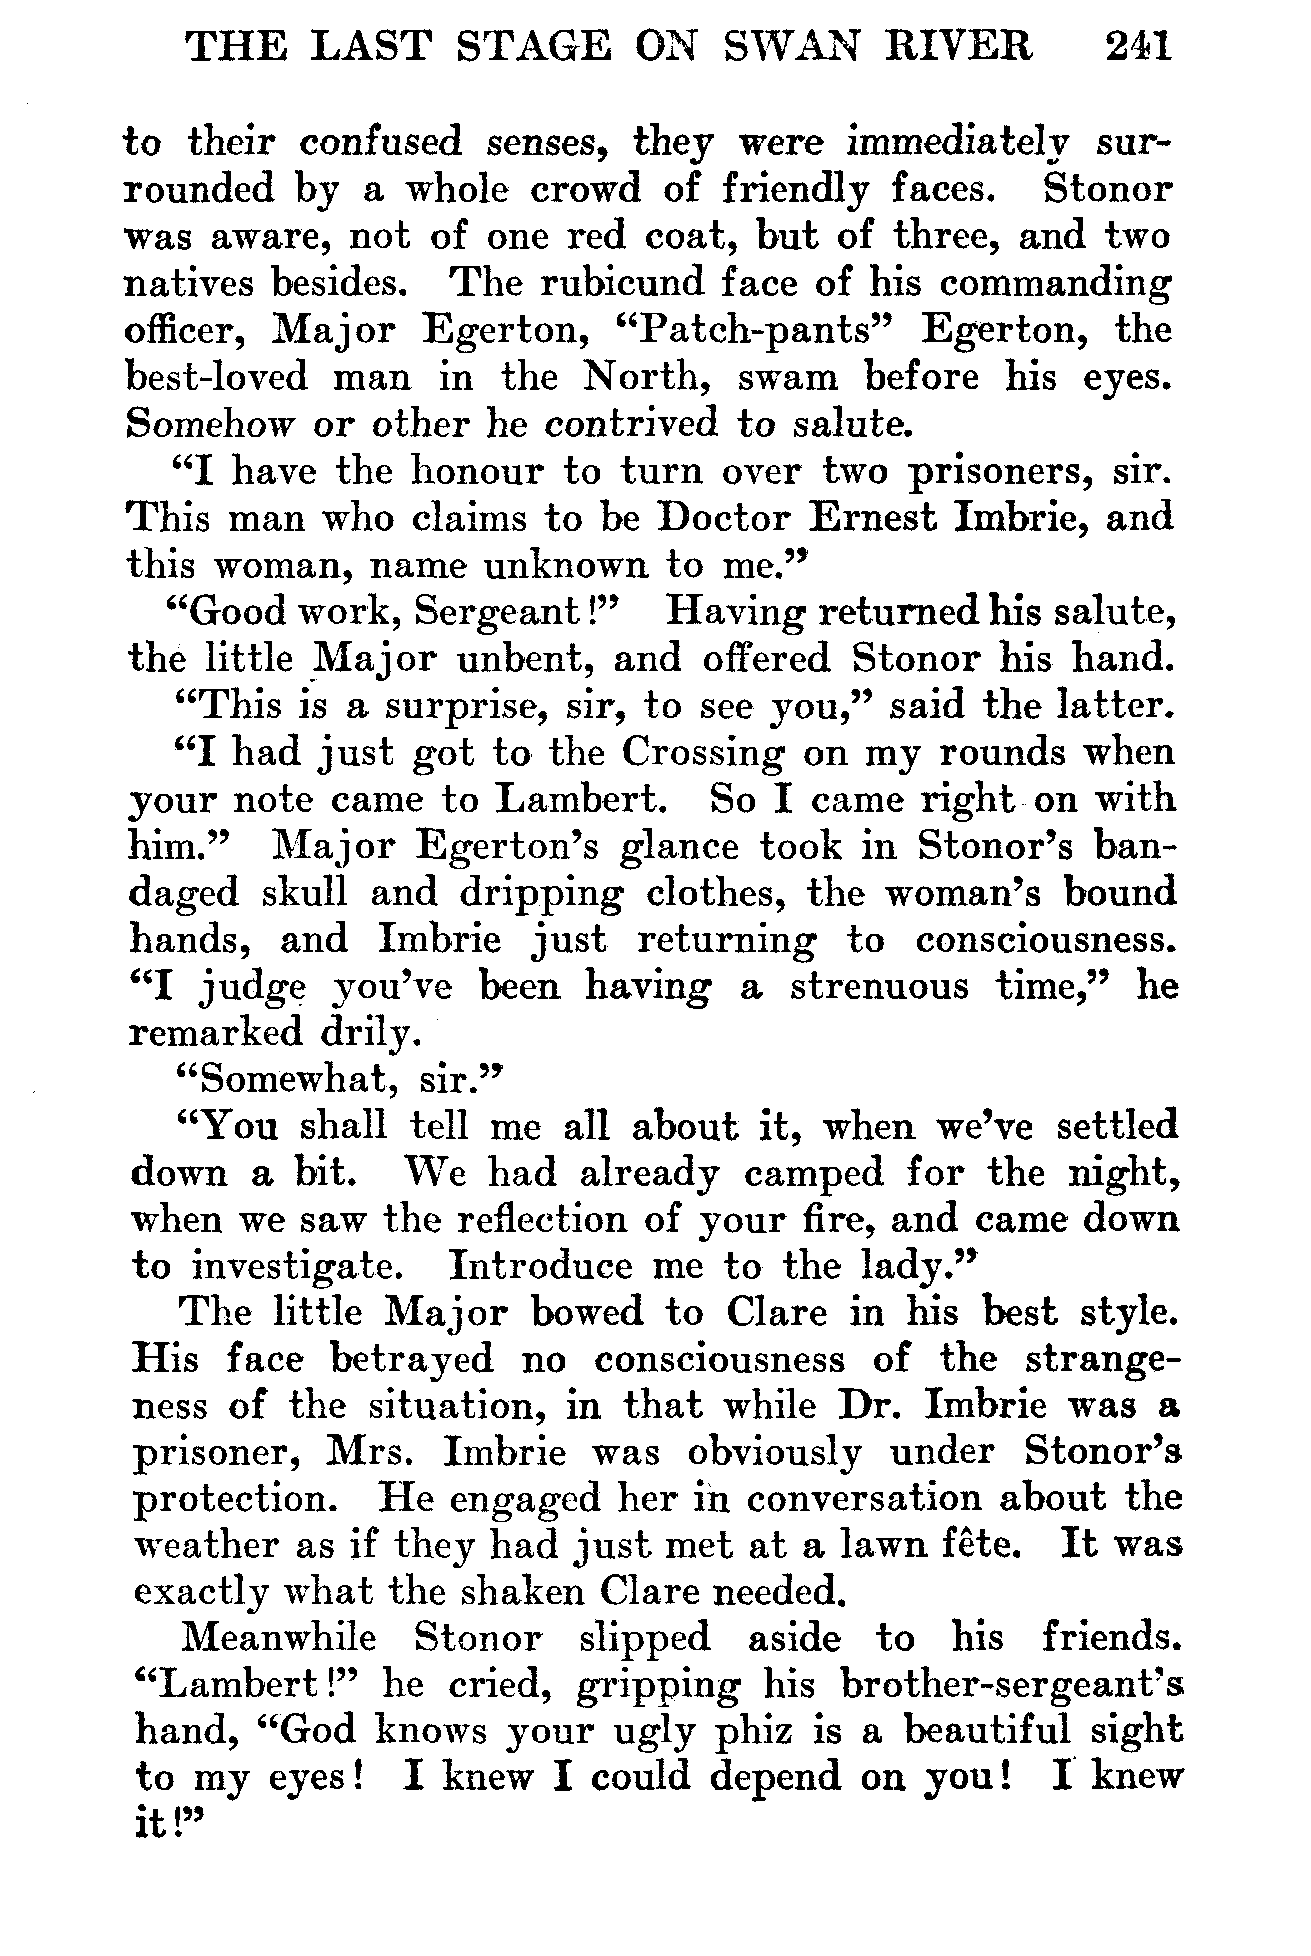 THE LAST STAGE ON SWAN RIVER 241
to their confused senses, they were immediately sur-
rounded by a whole crowd of friendly faces. Stonor
was aware, not of one red coat, but of three, and two
natives besides. The rubicund face of his commanding
officer, Major Egerton, “Patch-pants” Egerton, the
best-loved man in the North, swam before his eyes.
Somehow or other he contrived to salute.
“I have the honour to turn over two prisoners, sir.
This man who claims to be Doctor Ernest Imbrie, and
this woman, name unknown to me.”
“Good work, Sergeant!” Having returned his salute,
the little Major unbent, and offered Stonor his hand.
“This is a surprise, sir, to see you,” said the latter.
“I had just got to the Crossing on my rounds when
your note came to Lambert. So I came right on with
him.” Major Egerton’s glance took in Stonor’s ban-
daged skull and dripping clothes, the woman’s bound
hands, and Imbrie just returning to consciousness.
“I judge you’ve been having a strenuous time,” he
remarked drily.
“Somewhat, sir.”
“You shall tell me all about it, when we’ve settled
down a bit. We had already camped for the night,
when we saw the reflection of your fire, and came down
to investigate. Introduce me to the lady.”
The little Major bowed to Clare in his best style.
His face betrayed no consciousness of the strange-
ness of the situation, in that while Dr. Imbrie was a
prisoner, Mrs. Imbrie was obviously under Stonor’s
protection. He engaged her in conversation about the
weather as if they had just met at a lawn fête. It was
exactly what the shaken Clare needed.
Meanwhile Stonor slipped aside to his friends.
“Lambert!” he cried, gripping his brother-sergeant’s
hand, “God knows your ugly phiz is a beautiful sight
to my eyes! I knew I could depend on you! I knew
it!”